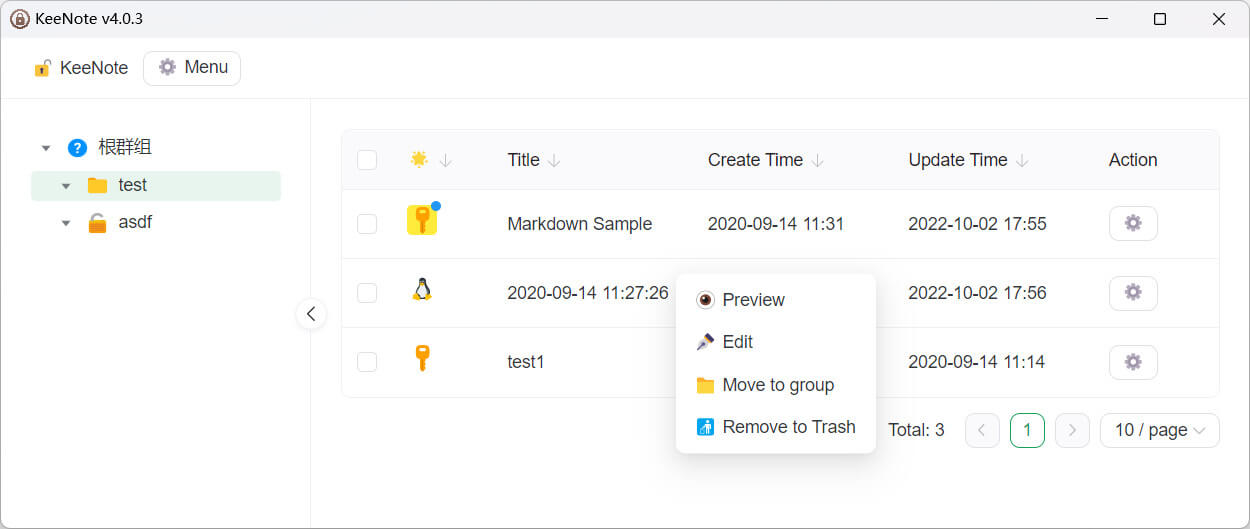 KeeNote v4.0.3
KeeNote Menu
根群组
test
asdf
Title Create Time Update Time Action
Markdown Sample 2020-09-14 11:31 2022-10-02 17:55
2020-09-14 11:27:26 2022-10-02 17:56
test1 2020-09-14 11:14
Preview
Edit
Move to group
Remove to Trash
Total: 3 1 10 / page